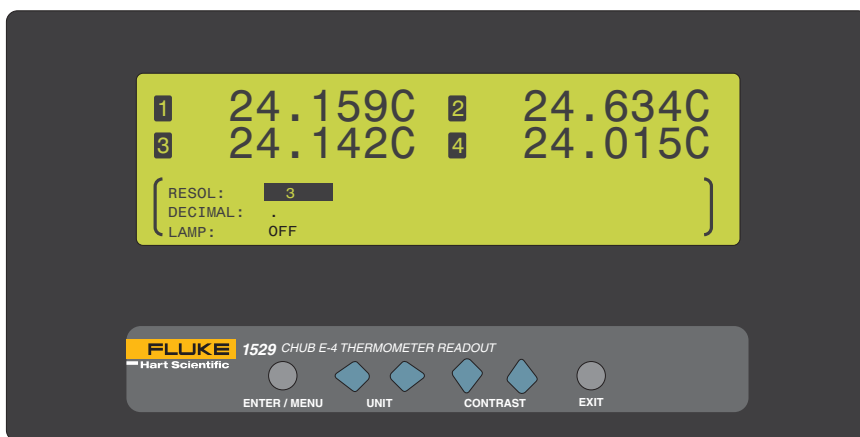 1 24.159C 2 24.634C
3 24.142C 4 24.015C
RESOL: 3
DECIMAL: .
LAMP: OFF
FLUKE 1529 CHUB E-4 THERMOMETER READOUT
Hart Scientific
ENTER / MENU UNIT CONTRAST EXIT